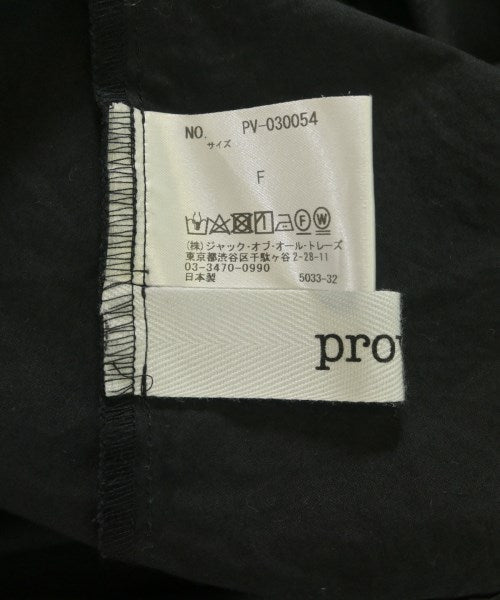 NO. PV-030054
サイズ
F
(株)ジャック・オブ・オール・トレーズ
東京都渋谷区千駄ヶ谷2-28-11
03-3470-0990
日本製 5033-32
pro